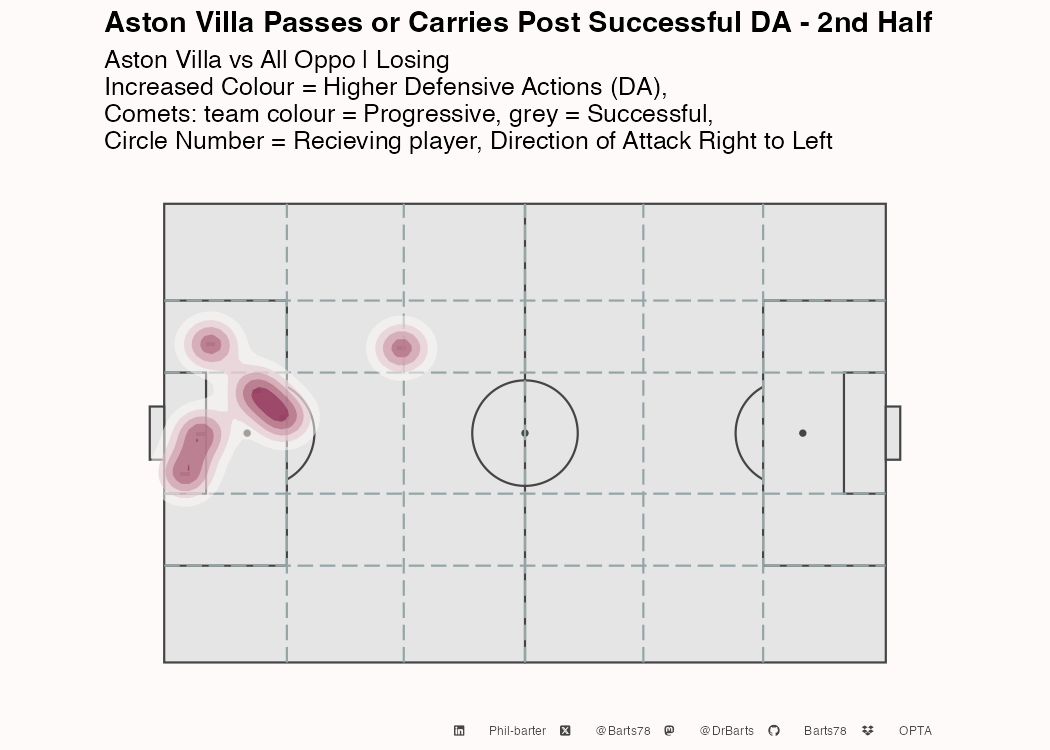 Aston Villa Passes or Carries Post Successful DA - 2nd Half
Aston Villa vs All Oppo | Losing
Increased Colour = Higher Defensive Actions (DA),
Comets: team colour = Progressive, grey = Successful,
Circle Number = Recieving player, Direction of Attack Right to Left
Phil-barter @Barts78 @DrBarts Barts78 OPTA